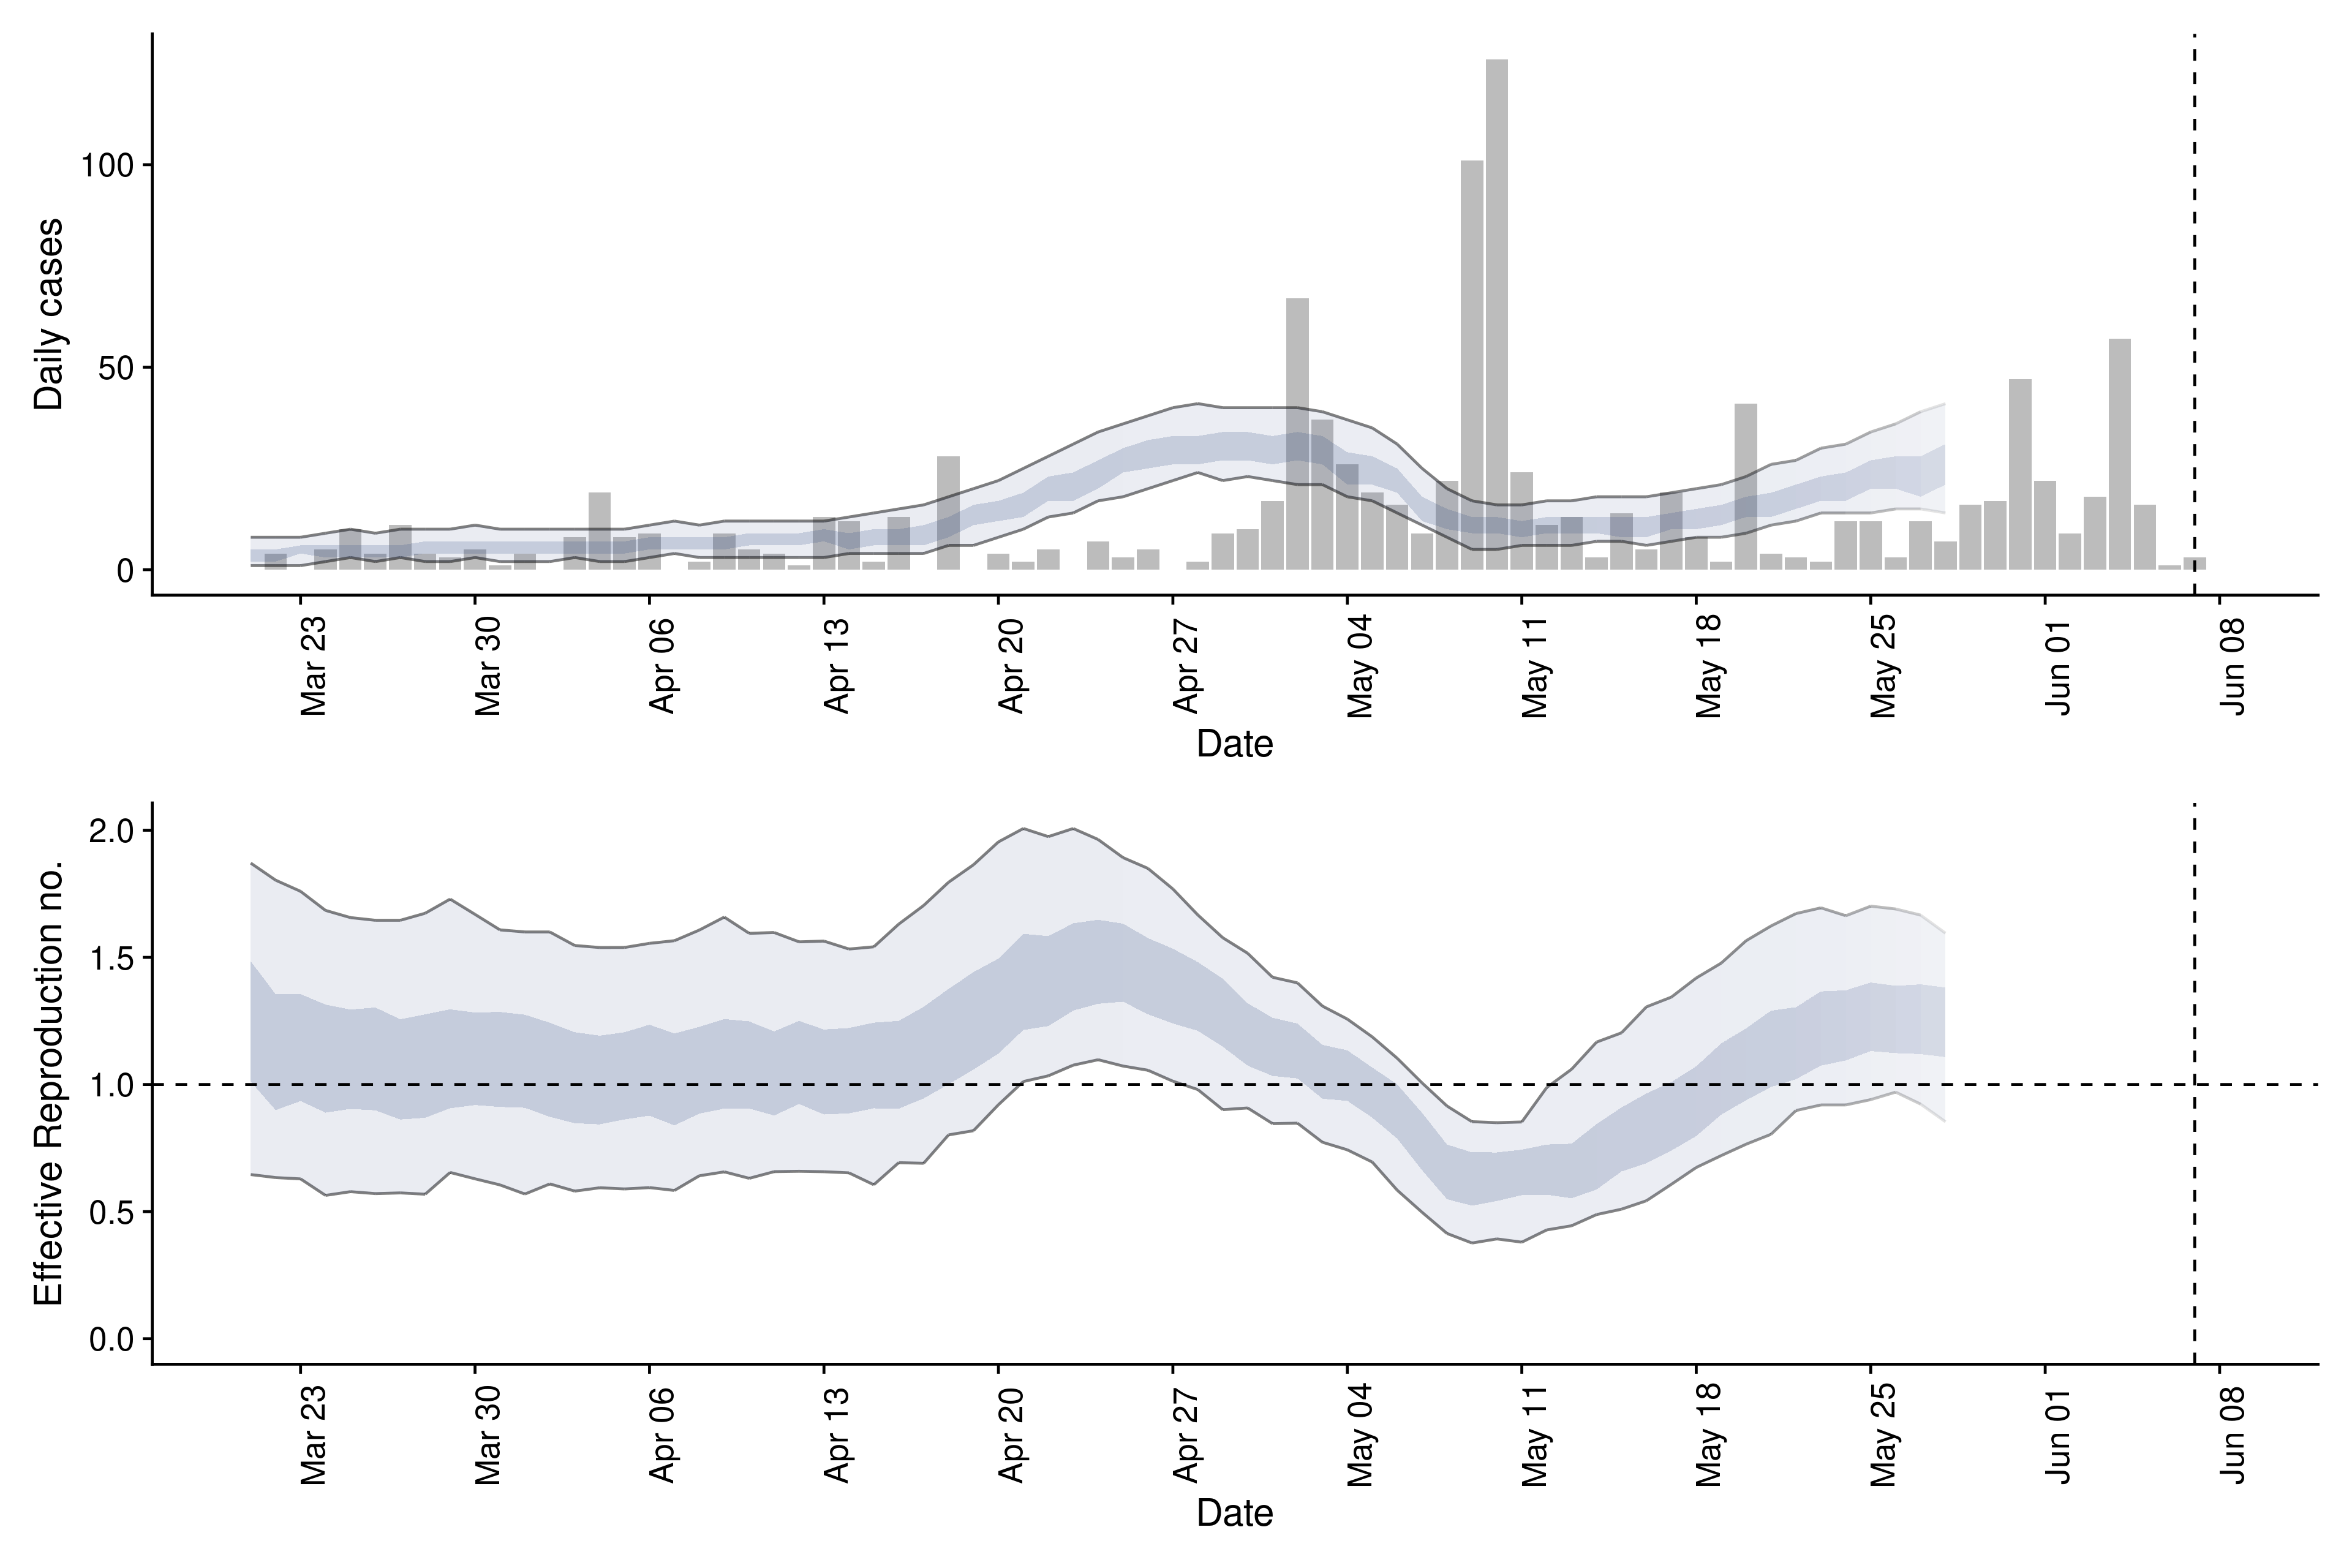 Daily cases
100
50
0
Mar 23
Mar 30
Apr 06
Apr 13
Apr 20
Apr 27
May 04
May 11
May 18
May 25
Jun 01
Jun 08
Date
Effective Reproduction no.
2.0
1.5
1.0
0.5
0.0
Mar 23
Mar 30
Apr 06
Apr 13
Apr 20
Apr 27
May 04
May 11
May 18
May 25
Jun 01
Jun 08
Date